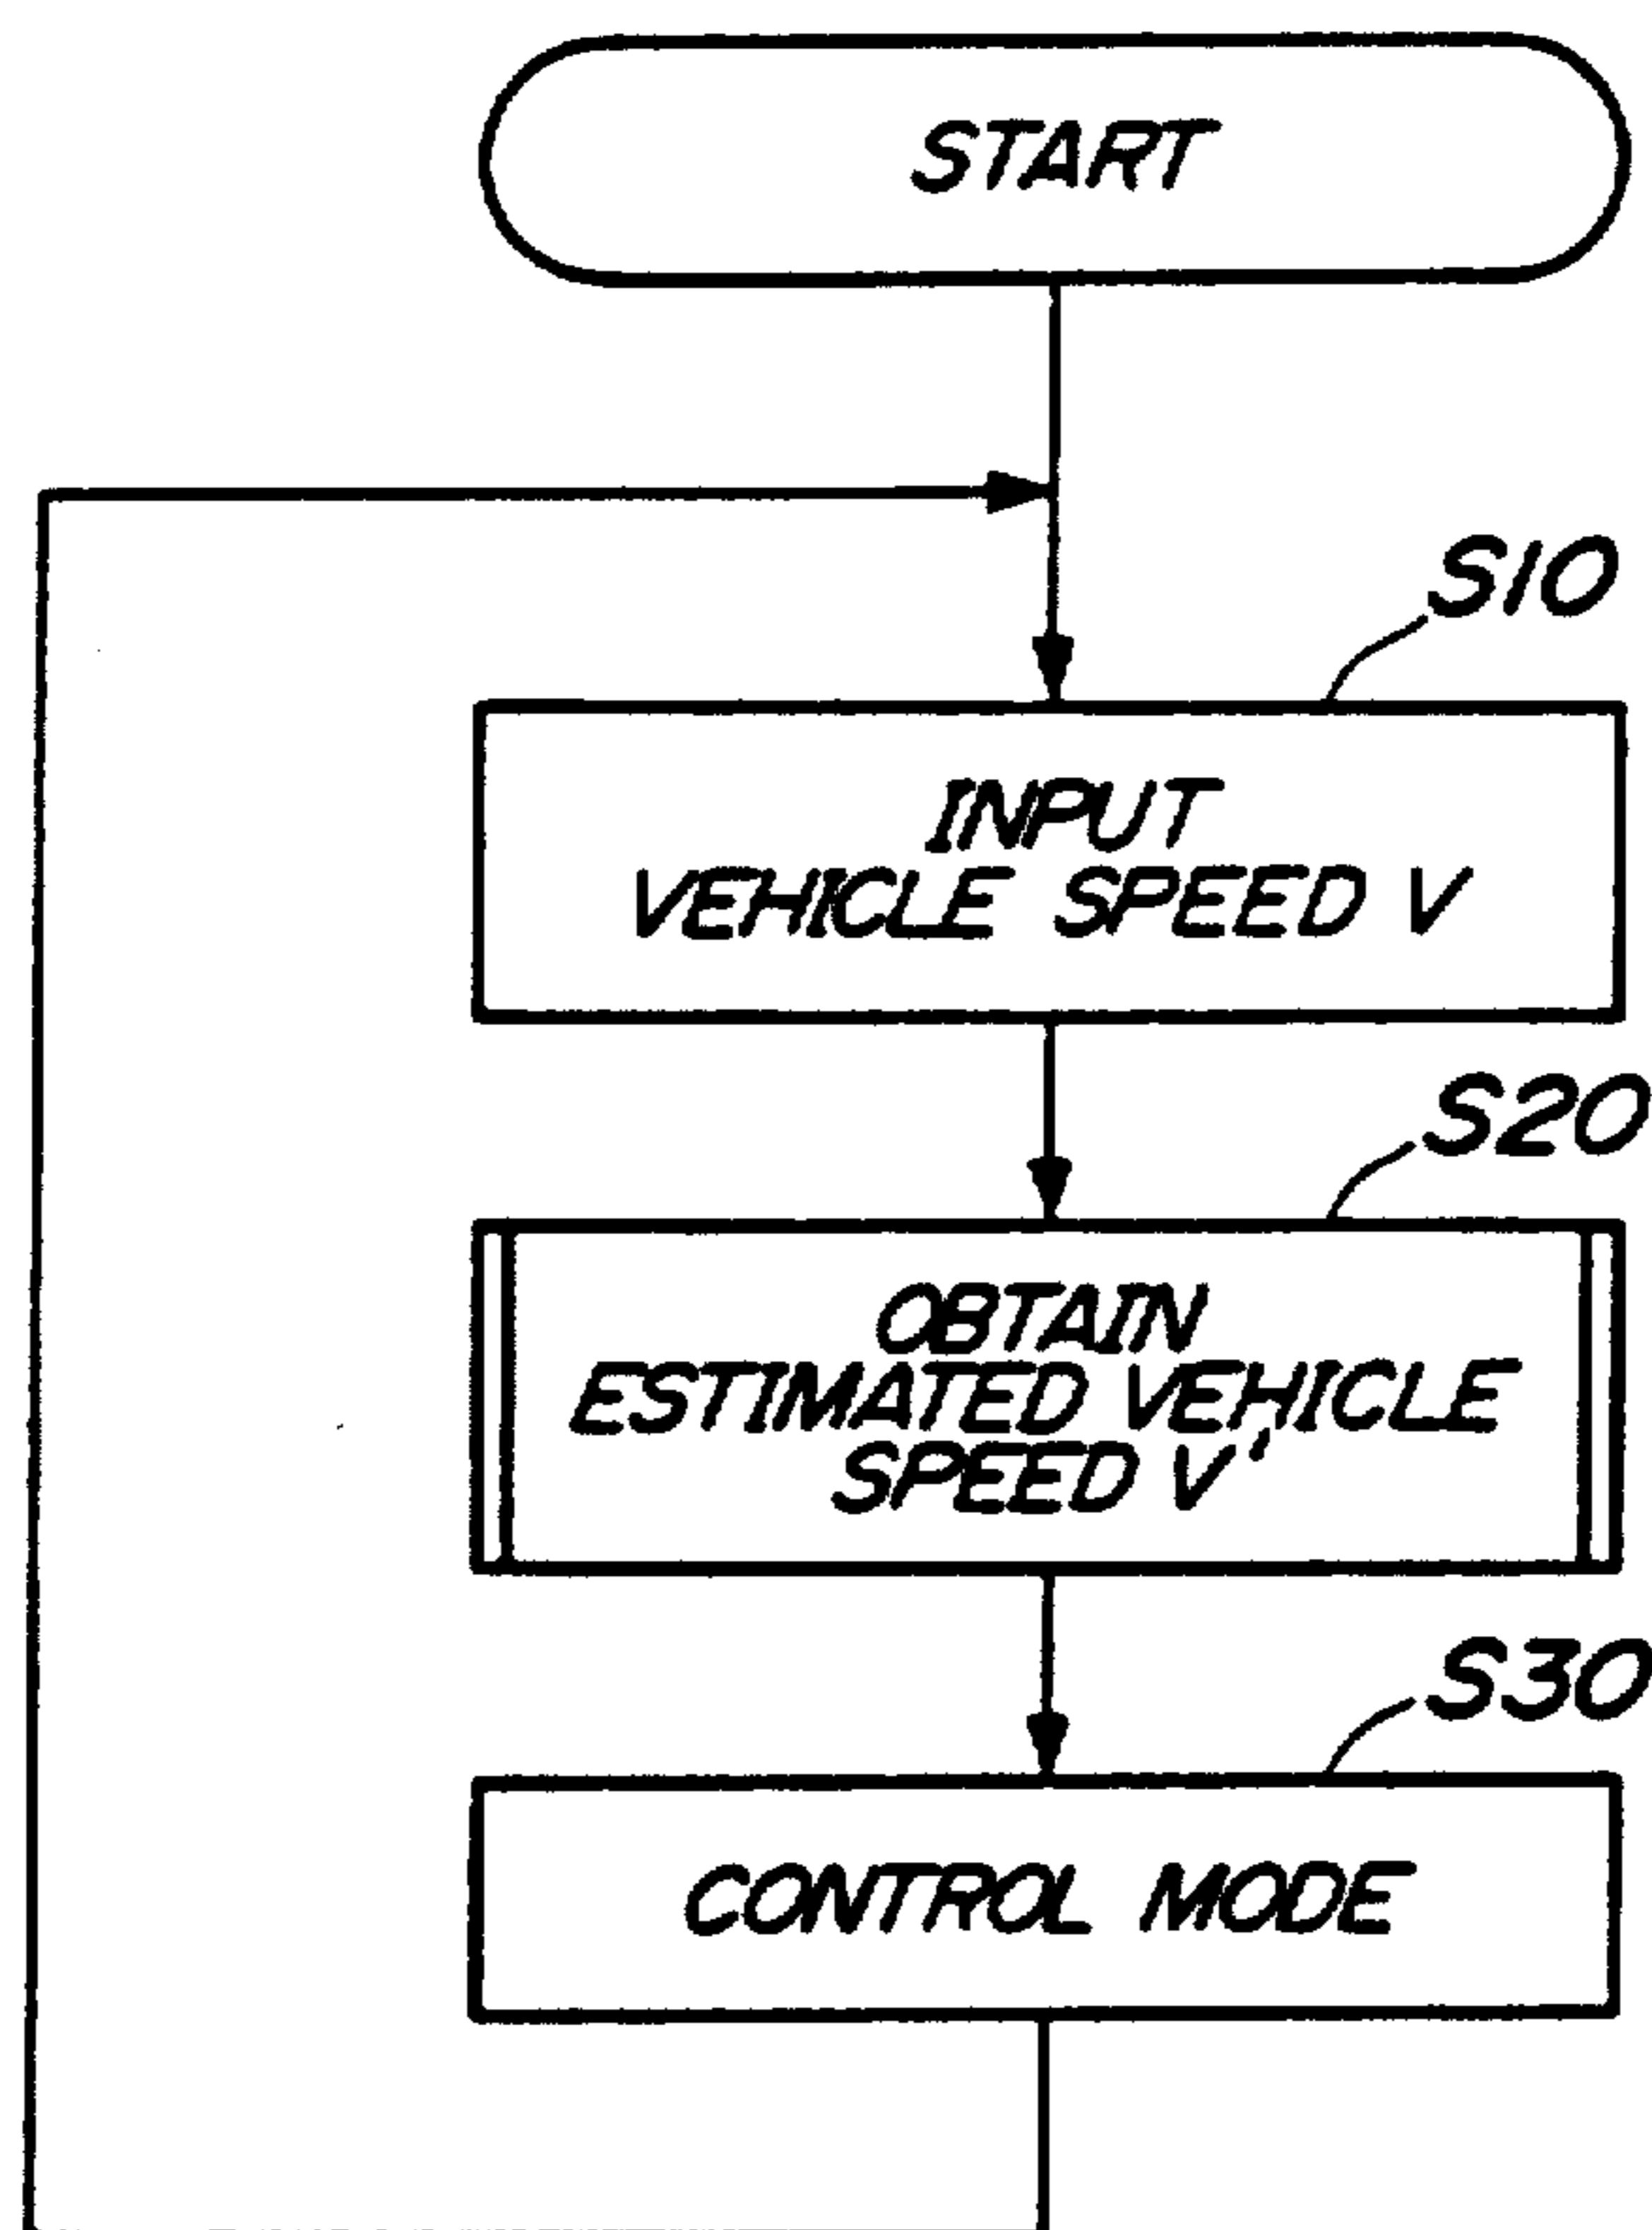 START
S10
INPUT
VEHICLE SPEED V
S20
OBTAIN
ESTIMATED VEHICLE
SPEED V'
S30
CONTROL MODE